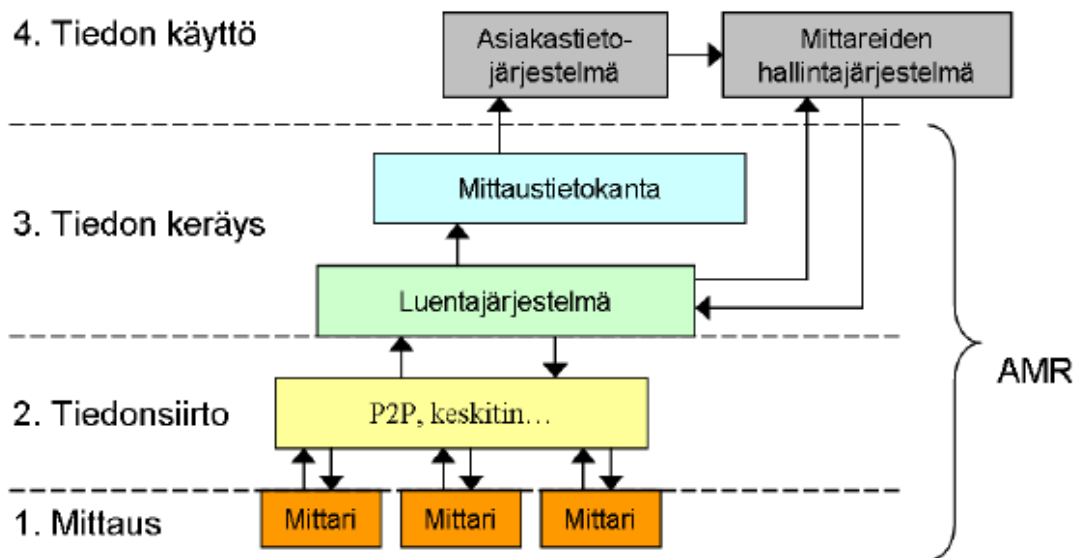 4. Tiedon käyttö
Asiakastieto-
järjestelmä
Mittareiden
hallintajärjestelmä
3. Tiedon keräys
Mittaustietokanta
Luentajärjestelmä
AMR
2. Tiedonsiirto
P2P, keskitin…
1. Mittaus
Mittari
Mittari
Mittari